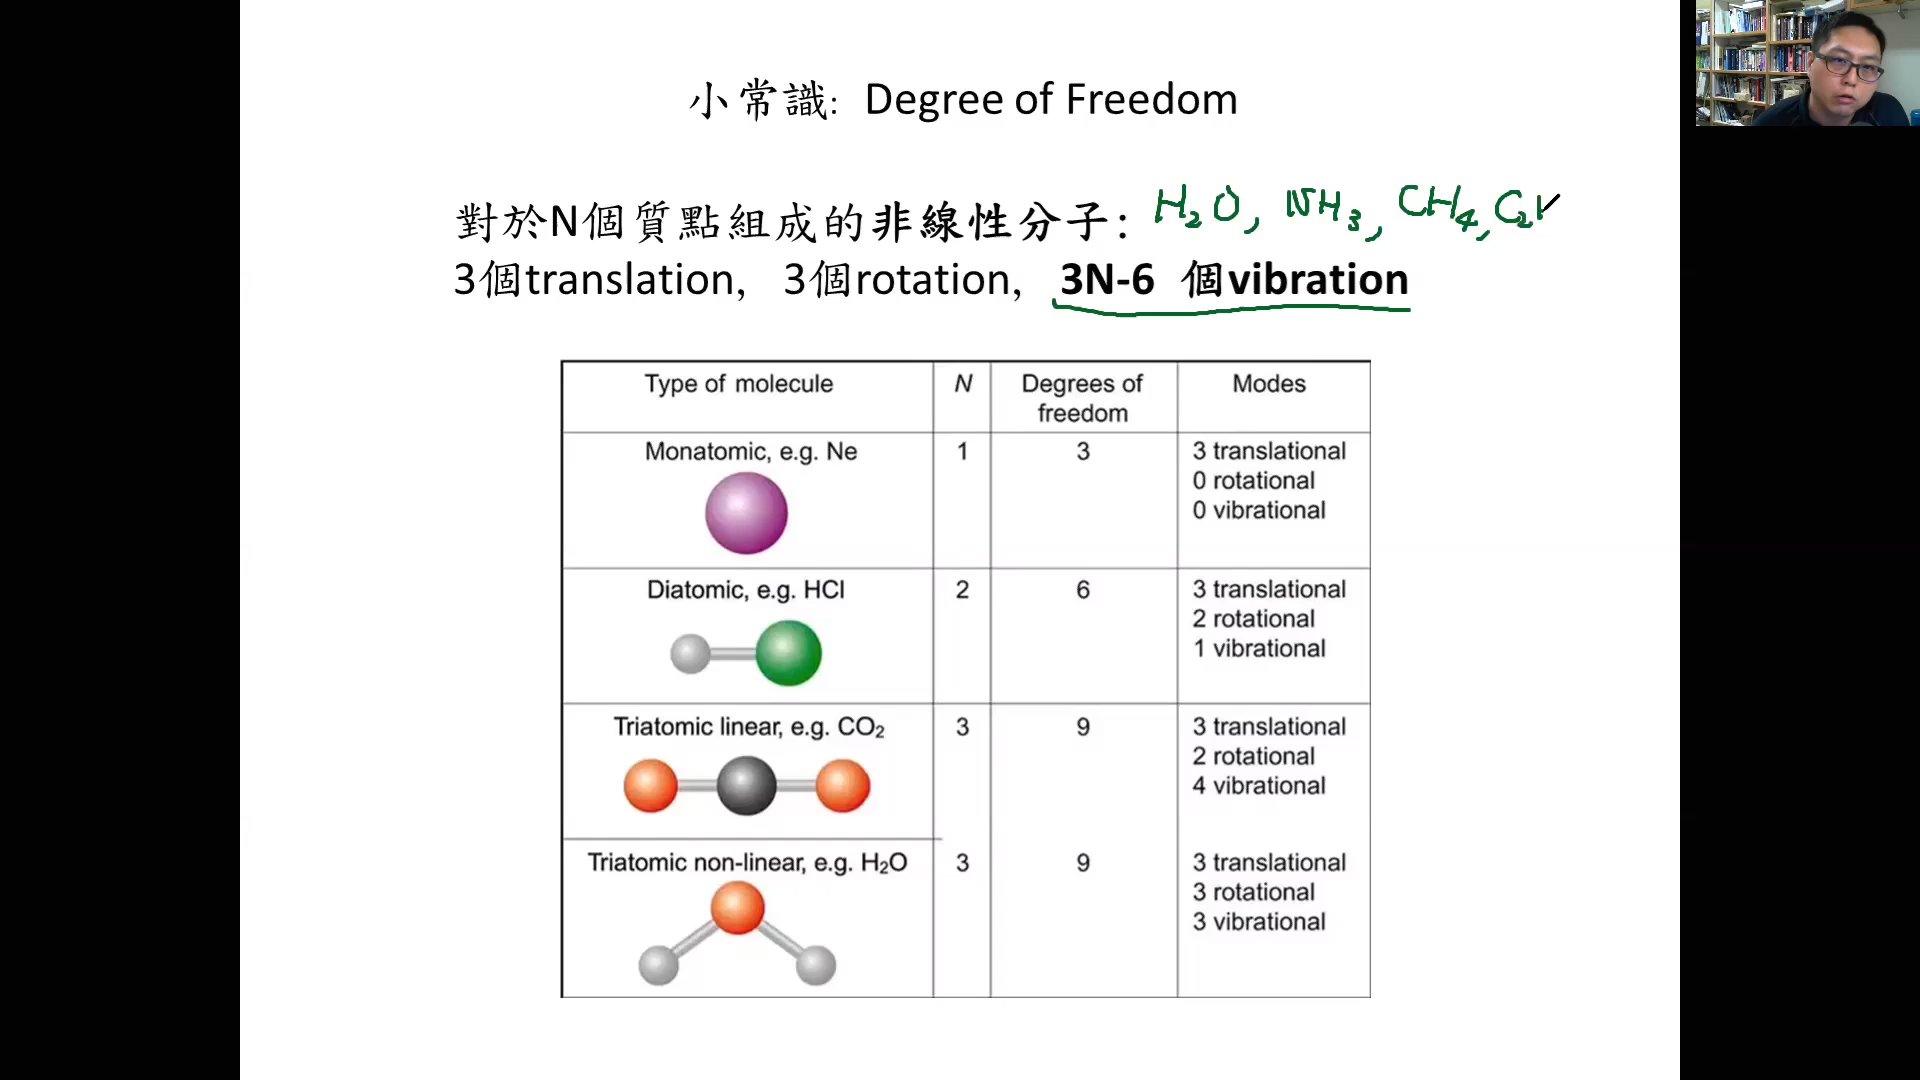 小常識: Degree of Freedom
對於N個質點組成的非線性分子: H₂O, NH₃, CH₄, C₂
3個translation, 3個rotation, 3N-6 個vibration
Type of molecule N Degrees of freedom Modes
Monatomic, e.g. Ne 1 3 3 translational
0 rotational
0 vibrational
Diatomic, e.g. HCl 2 6 3 translational
2 rotational
1 vibrational
Triatomic linear, e.g. CO₂ 3 9 3 translational
2 rotational
4 vibrational
Triatomic non-linear, e.g. H₂O 3 9 3 translational
3 rotational
3 vibrational